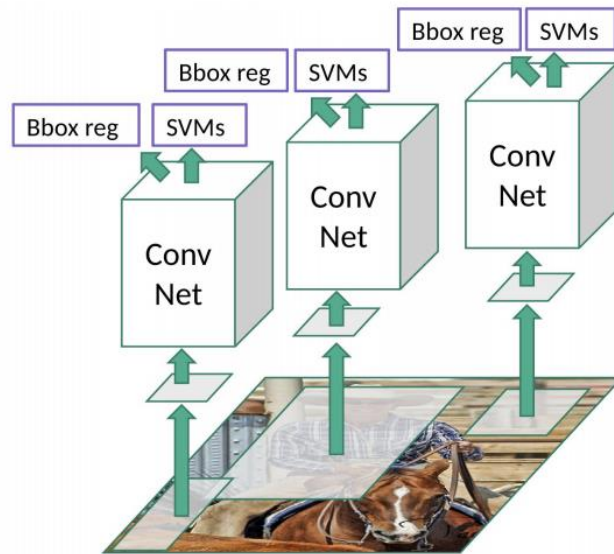 Bbox reg SVMs
Bbox reg SVMs
Bbox reg SVMs
Conv
Net
Conv
Net
Conv
Net